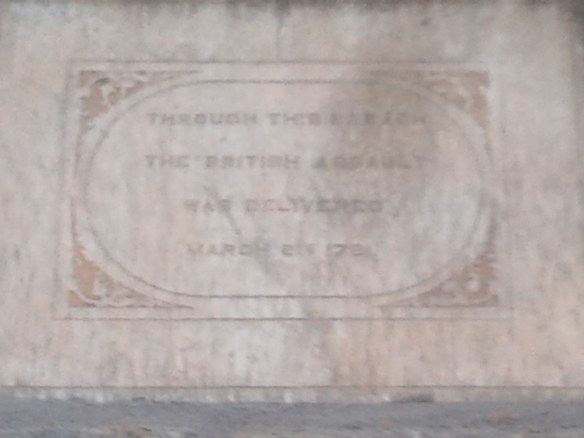 THROUGH THIS BREACH
THE BRITISH ASSAULT
WAS DELIVERED
MARCH 21ST 1791